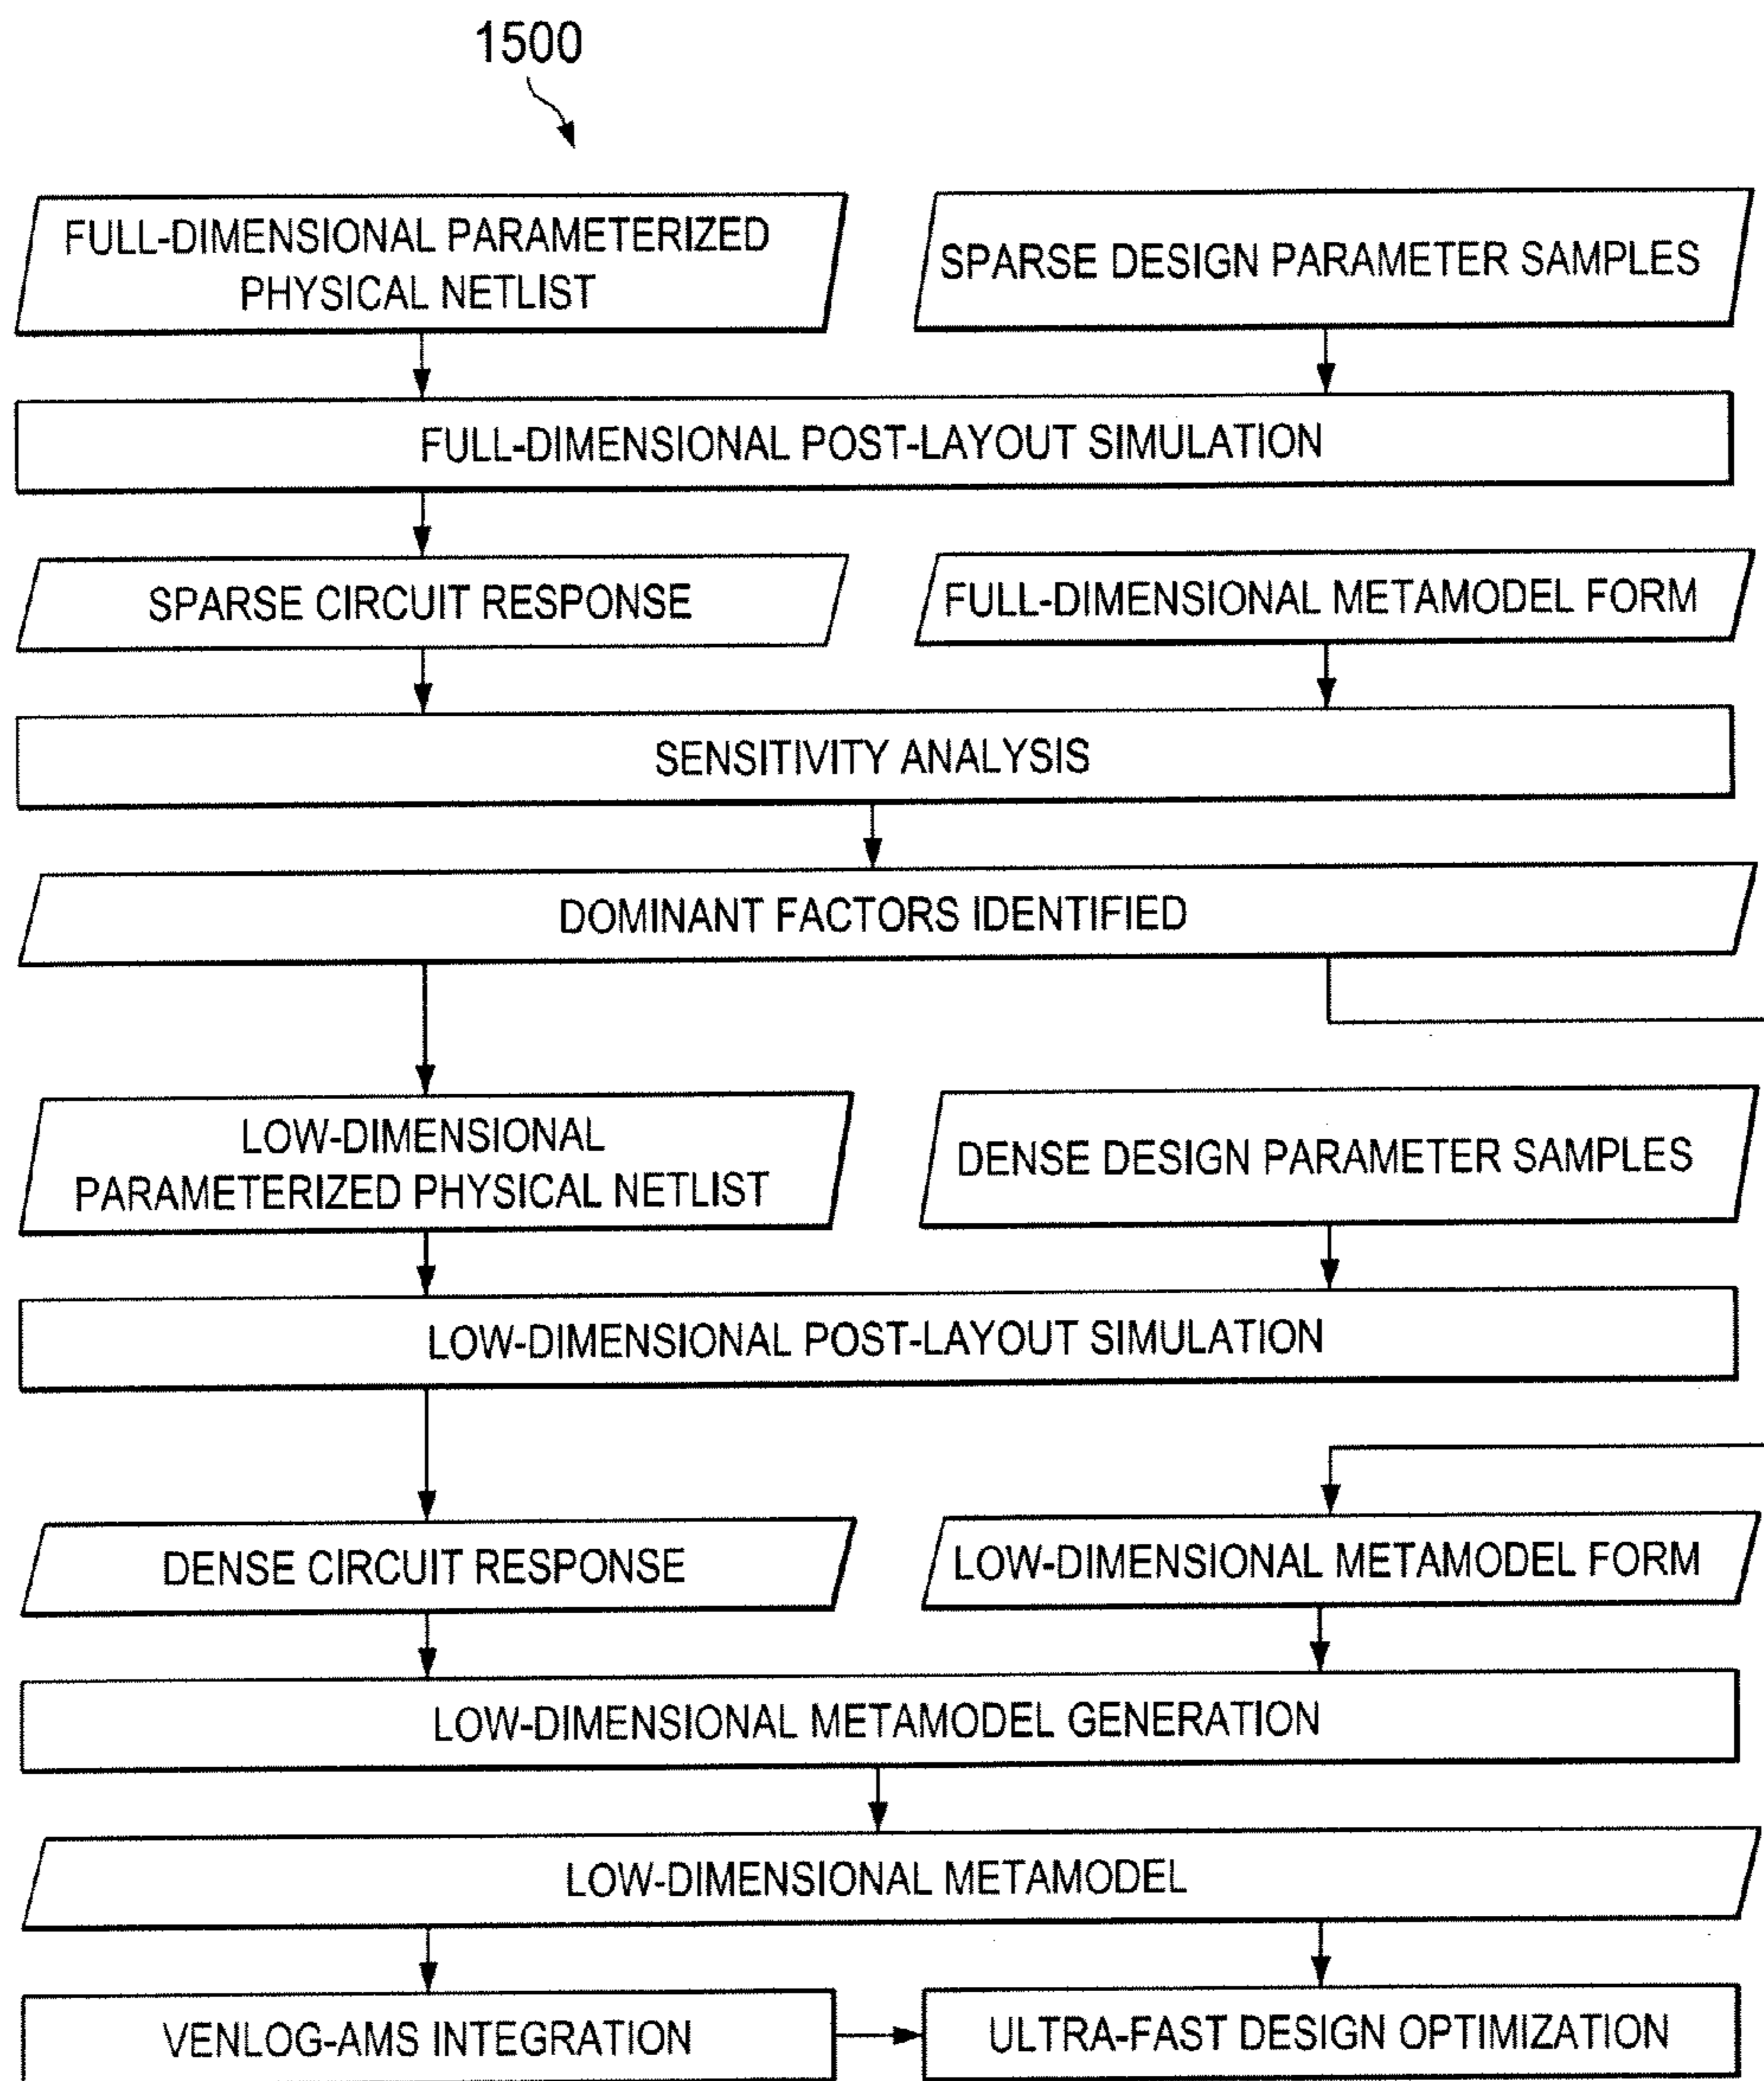 1500
FULL-DIMENSIONAL PARAMETERIZED
PHYSICAL NETLIST
SPARSE DESIGN PARAMETER SAMPLES
FULL-DIMENSIONAL POST-LAYOUT SIMULATION
SPARSE CIRCUIT RESPONSE
FULL-DIMENSIONAL METAMODEL FORM
SENSITIVITY ANALYSIS
DOMINANT FACTORS IDENTIFIED
LOW-DIMENSIONAL
PARAMETERIZED PHYSICAL NETLIST
DENSE DESIGN PARAMETER SAMPLES
LOW-DIMENSIONAL POST-LAYOUT SIMULATION
DENSE CIRCUIT RESPONSE
LOW-DIMENSIONAL METAMODEL FORM
LOW-DIMENSIONAL METAMODEL GENERATION
LOW-DIMENSIONAL METAMODEL
VENLOG-AMS INTEGRATION
ULTRA-FAST DESIGN OPTIMIZATION